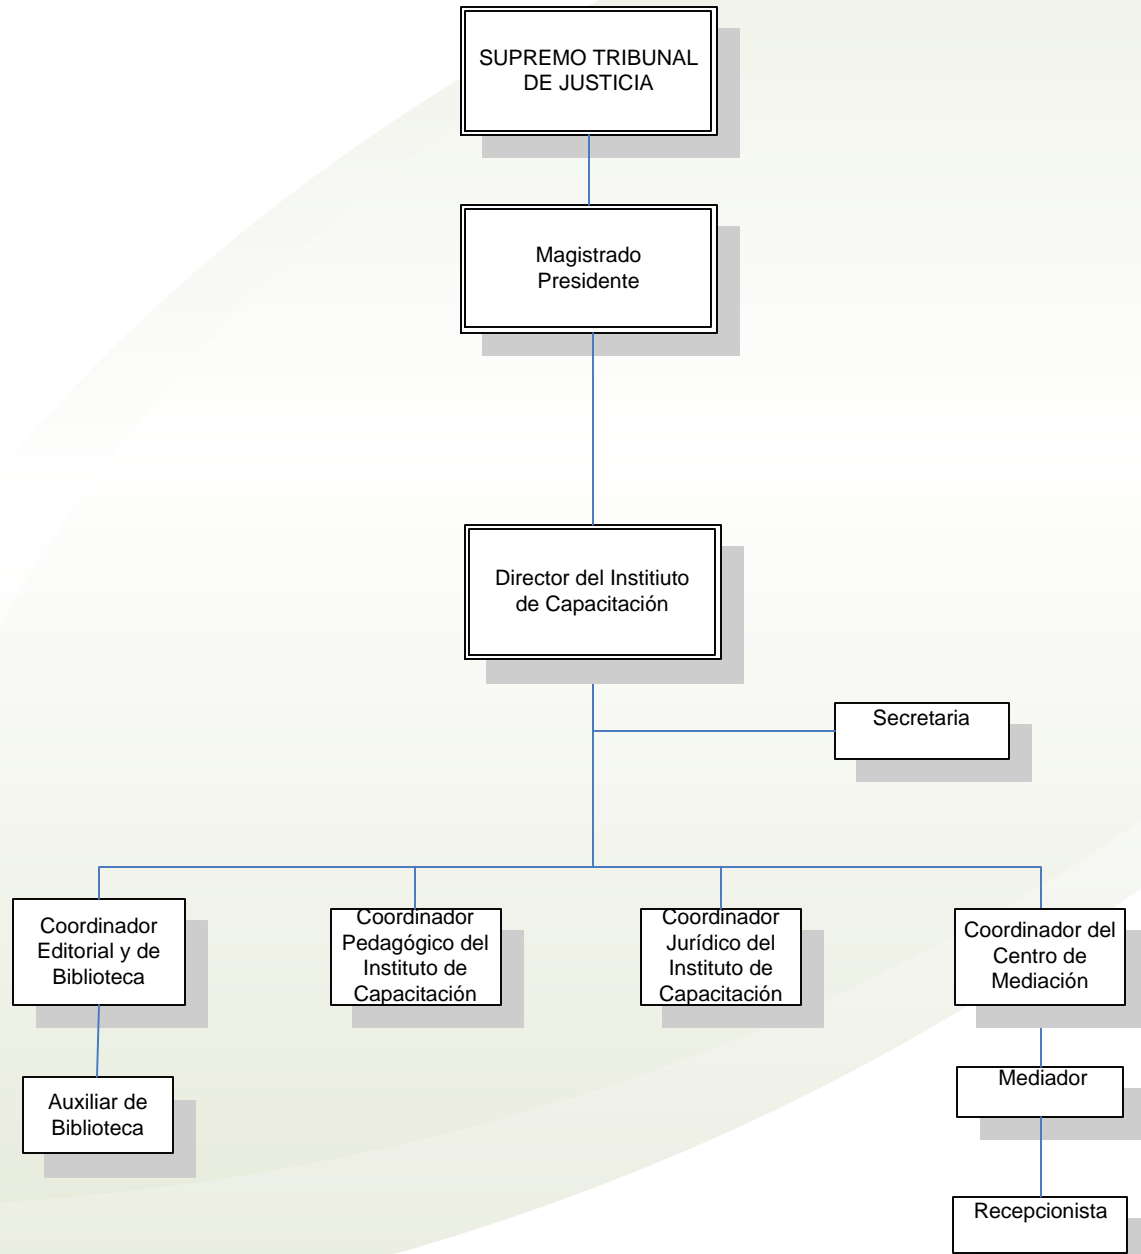 SUPREMO TRIBUNAL
DE JUSTICIA
Magistrado
Presidente
Director del Institiuto
de Capacitación
Secretaria
Coordinador
Editorial y de
Biblioteca
Coordinador
Pedagógico del
Instituto de
Capacitación
Coordinador
Jurídico del
Instituto de
Capacitación
Coordinador del
Centro de
Mediación
Auxiliar de
Biblioteca
Mediador
Recepcionista